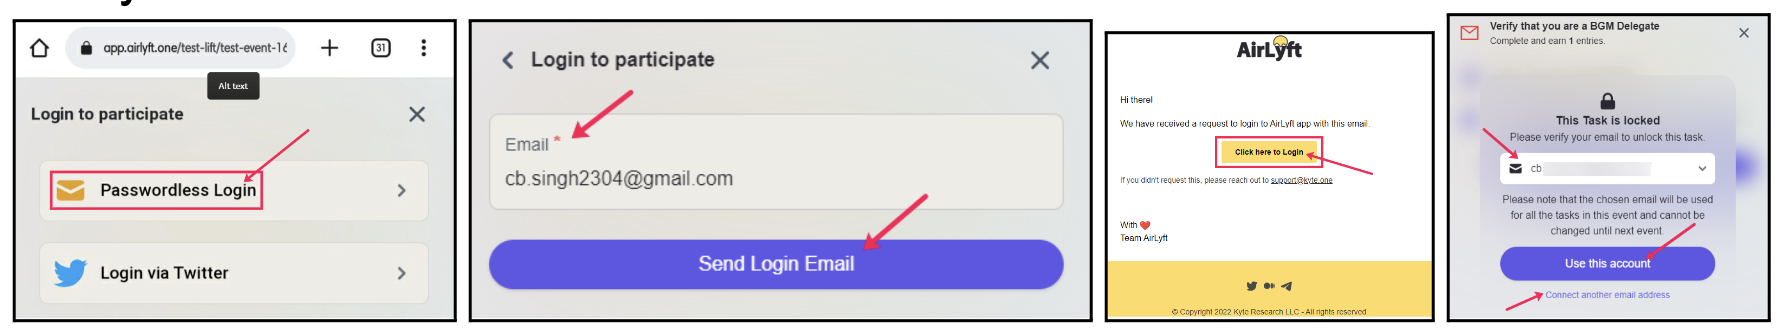 app.airlyft.one/test-lift/test-event-16
31
Alt text
Login to participate
Passwordless Login
Login via Twitter
Login to participate
Email *
cb.singh2304@gmail.com
Send Login Email
AirLyft
Hi there!
We have received a request to login to AirLyft app with this email.
Click here to Login
If you didn't request this, please reach out to support@kyte.one
With ❤️
Team AirLyft
© Copyright 2022 Kyte Research LLC - All rights reserved
Verify that you are a BGM Delegate
Complete and earn 1 entries.
This Task is locked
Please verify your email to unlock this task.
cb
Please note that the chosen email will be used
for all the tasks in this event and cannot be
changed until next event.
Use this account
Connect another email address